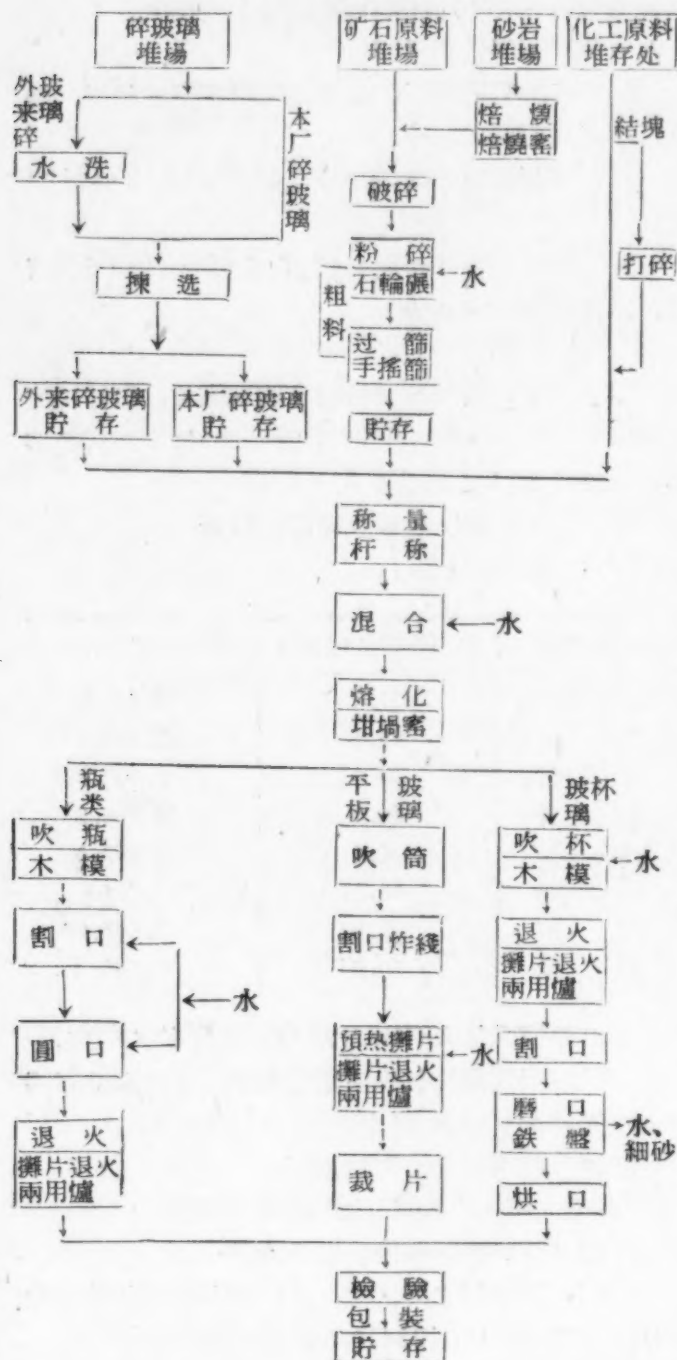 碎玻璃
堆場
矿石原料
堆場
砂岩
堆場
化工原料
堆存处
外来碎
玻璃
水洗
本厂碎玻璃
揀选
外来碎玻璃
貯存
本厂碎玻璃
貯存
焙燒窰
破碎
粉碎
石輪碾
水
粗料
过篩
手搖篩
貯存
結塊
打碎
称量
杆称
混合
水
熔化
坩堝窰
瓶类
吹瓶
木模
割口
水
圓口
退火
攤片退火
兩用爐
平板
玻璃
吹筒
割口炸綫
預热攤片
攤片退火
兩用爐
水
裁片
玻璃
杯
吹杯
木模
水
退火
攤片退火
兩用爐
割口
磨口
鉄盤
水、
細砂
烘口
檢驗
包装
貯存